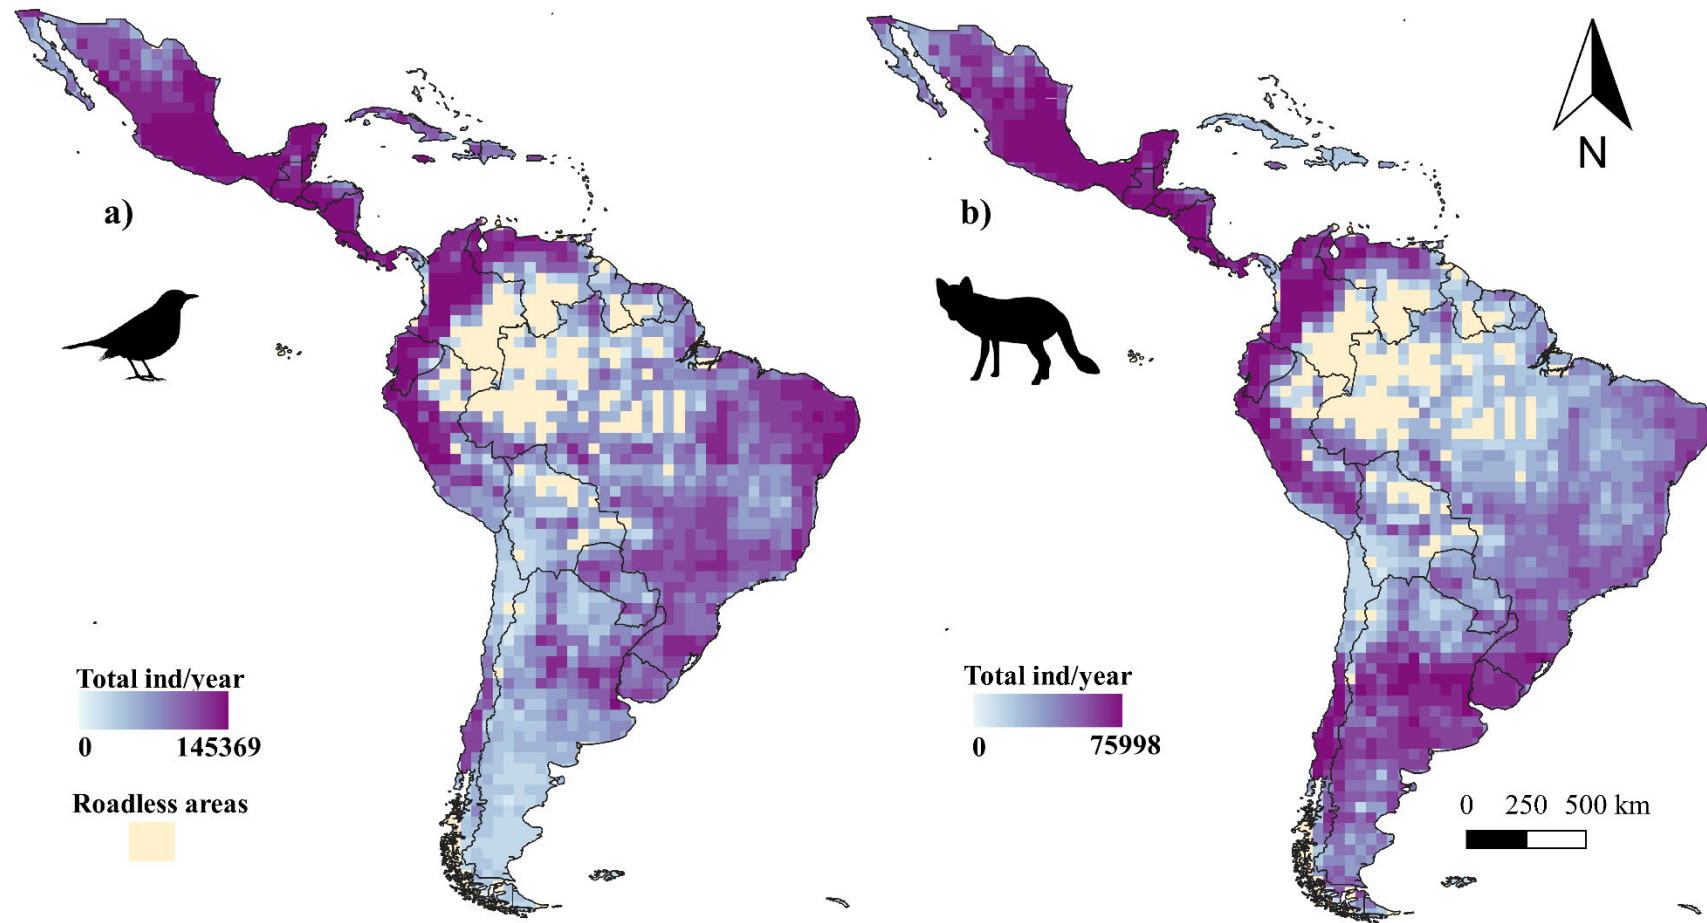 a)
b)
N
Total ind/year
0 145369
Roadless areas
Total ind/year
0 75998
0 250 500 km